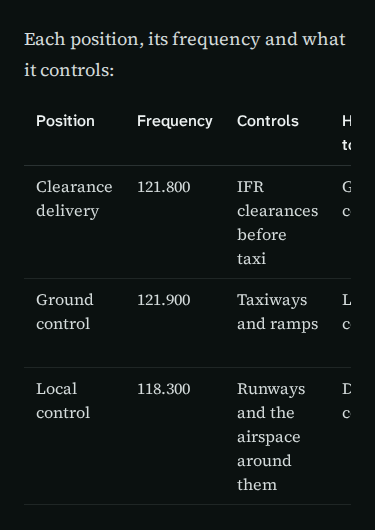 Each position, its frequency and what
it controls:
Position Frequency Controls
Clearance delivery 121.800 IFR clearances before taxi
Ground control 121.900 Taxiways and ramps
Local control 118.300 Runways and the airspace around them